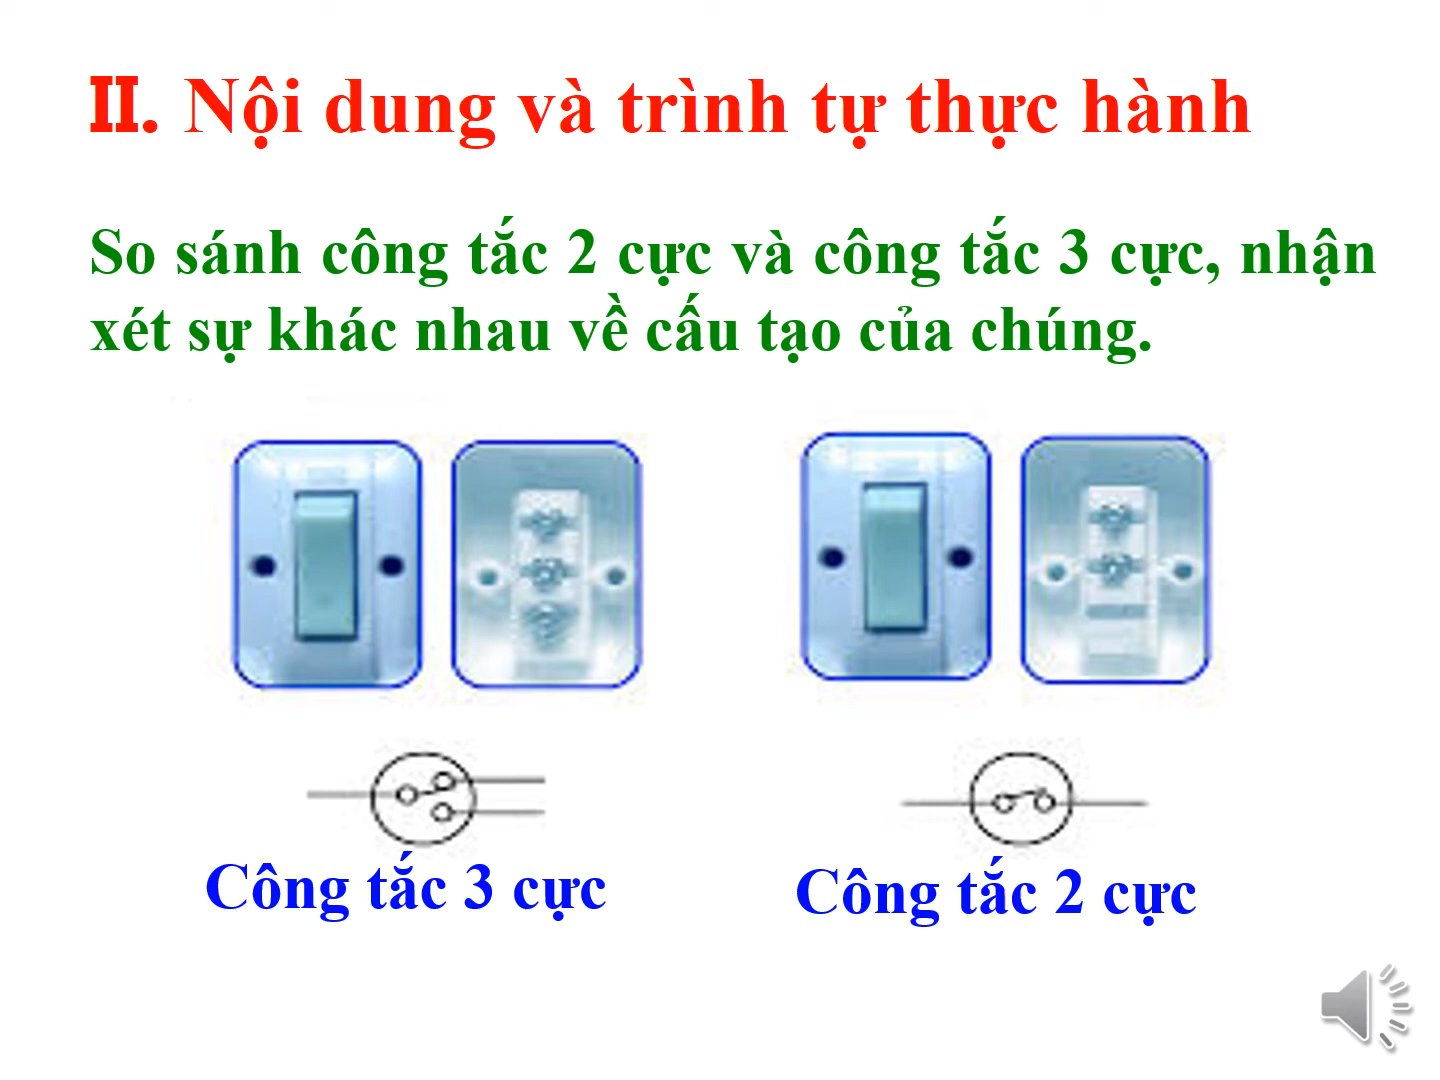 II. Nội dung và trình tự thực hành
So sánh công tắc 2 cực và công tắc 3 cực, nhận
xét sự khác nhau về cấu tạo của chúng.
Công tắc 3 cực
Công tắc 2 cực